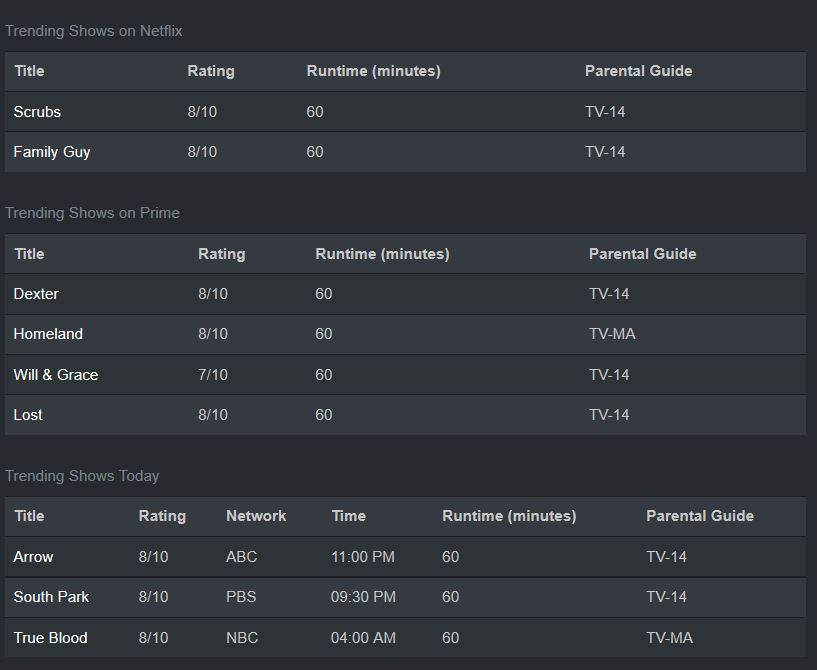 Trending Shows on Netflix
Title Rating Runtime (minutes) Parental Guide
Scrubs 8/10 60 TV-14
Family Guy 8/10 60 TV-14
Trending Shows on Prime
Title Rating Runtime (minutes) Parental Guide
Dexter 8/10 60 TV-14
Homeland 8/10 60 TV-MA
Will & Grace 7/10 60 TV-14
Lost 8/10 60 TV-14
Trending Shows Today
Title Rating Network Time Runtime (minutes) Parental Guide
Arrow 8/10 ABC 11:00 PM 60 TV-14
South Park 8/10 PBS 09:30 PM 60 TV-14
True Blood 8/10 NBC 04:00 AM 60 TV-MA